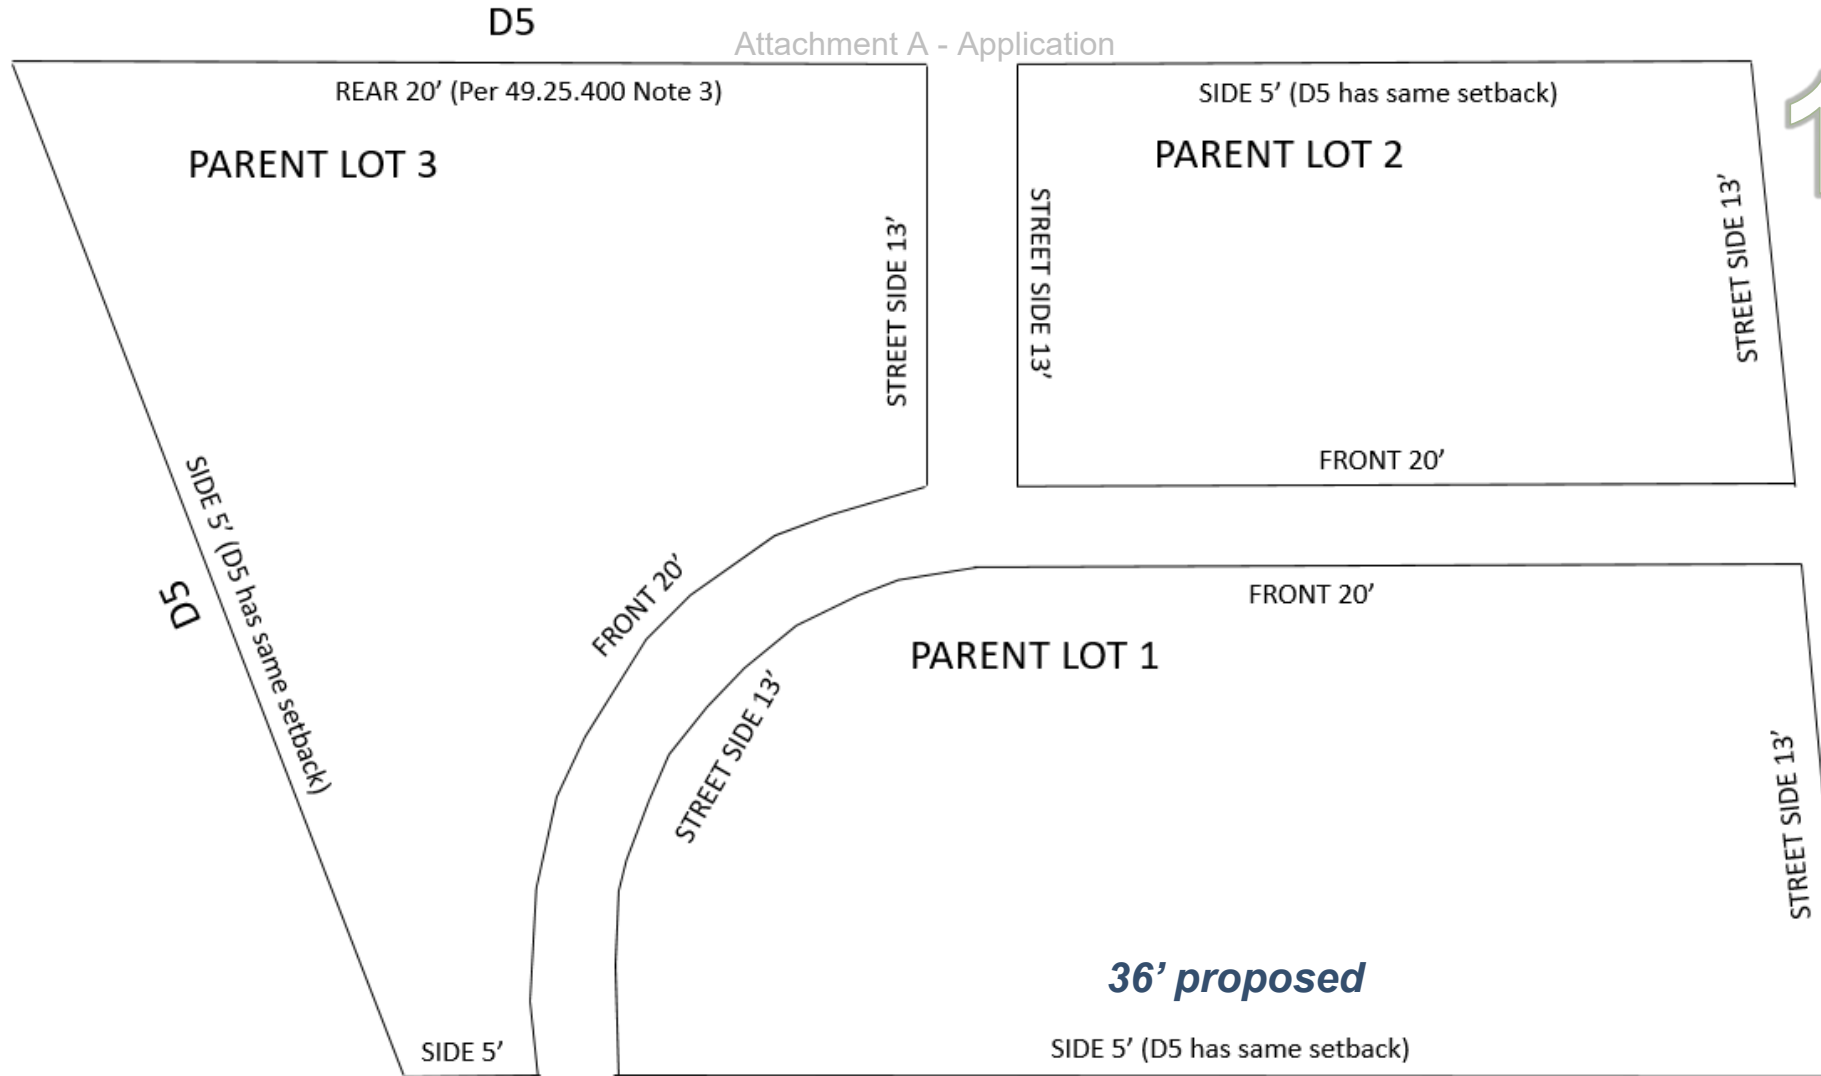 D5
Attachment A - Application
REAR 20’ (Per 49.25.400 Note 3)
SIDE 5’ (D5 has same setback)
PARENT LOT 3
PARENT LOT 2
STREET SIDE 13’
STREET SIDE 13’
STREET SIDE 13’
FRONT 20’
SIDE 5’ (D5 has same setback)
D5
FRONT 20’
FRONT 20’
PARENT LOT 1
STREET SIDE 13’
STREET SIDE 13’
36’ proposed
SIDE 5’
SIDE 5’ (D5 has same setback)